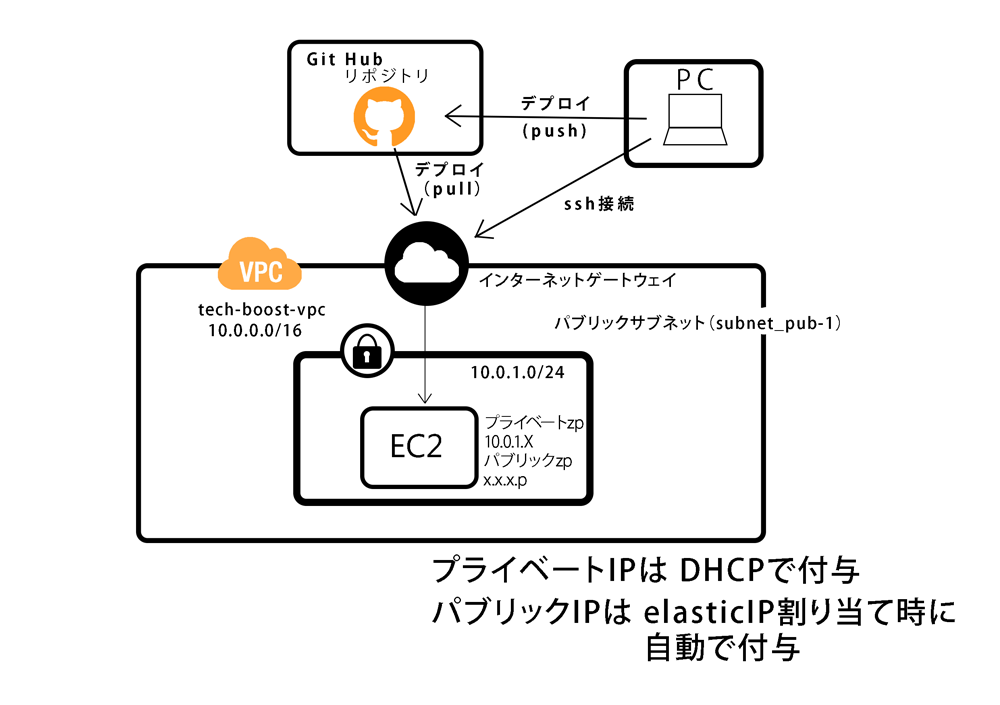 Git Hub
リポジトリ
PC
デプロイ
(push)
デプロイ
(pull)
ssh接続
VPC
インターネットゲートウェイ
tech-boost-vpc
10.0.0.0/16
パブリックサブネット(subnet_pub-1)
10.0.1.0/24
EC2
プライベートzp
10.0.1.X
パブリックzp
x.x.x.p
プライベートIPは DHCPで付与
パブリックIPは elasticIP割り当て時に
自動で付与